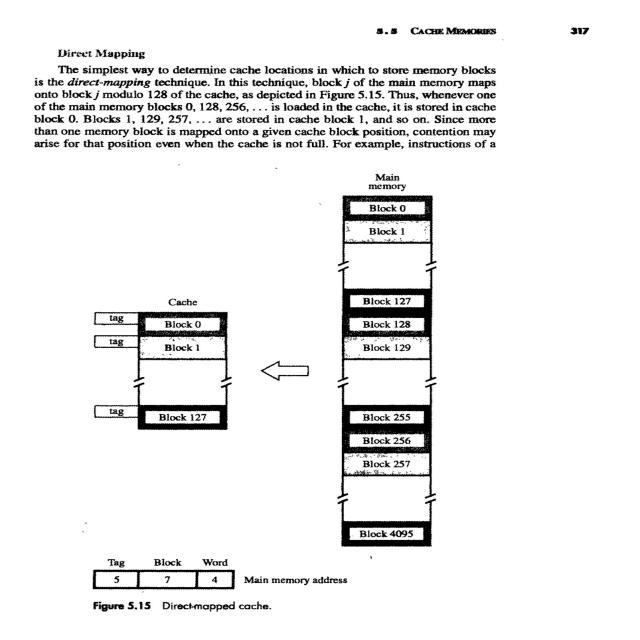 5.5 CACHE MEMORIES 317
Direct Mapping
The simplest way to determine cache locations in which to store memory blocks
is the direct-mapping technique. In this technique, block j of the main memory maps
onto block j modulo 128 of the cache, as depicted in Figure 5.15. Thus, whenever one
of the main memory blocks 0, 128, 256, . . . is loaded in the cache, it is stored in cache
block 0. Blocks 1, 129, 257, . . . are stored in cache block 1, and so on. Since more
than one memory block is mapped onto a given cache block position, contention may
arise for that position even when the cache is not full. For example, instructions of a
Main
memory
Block 0
Block 1
Block 127
Block 128
Block 129
Block 255
Block 256
Block 257
Block 4095
Cache
tag Block 0
tag Block 1
tag Block 127
Tag Block Word
5 7 4 Main memory address
Figure 5.15 Direct-mapped cache.